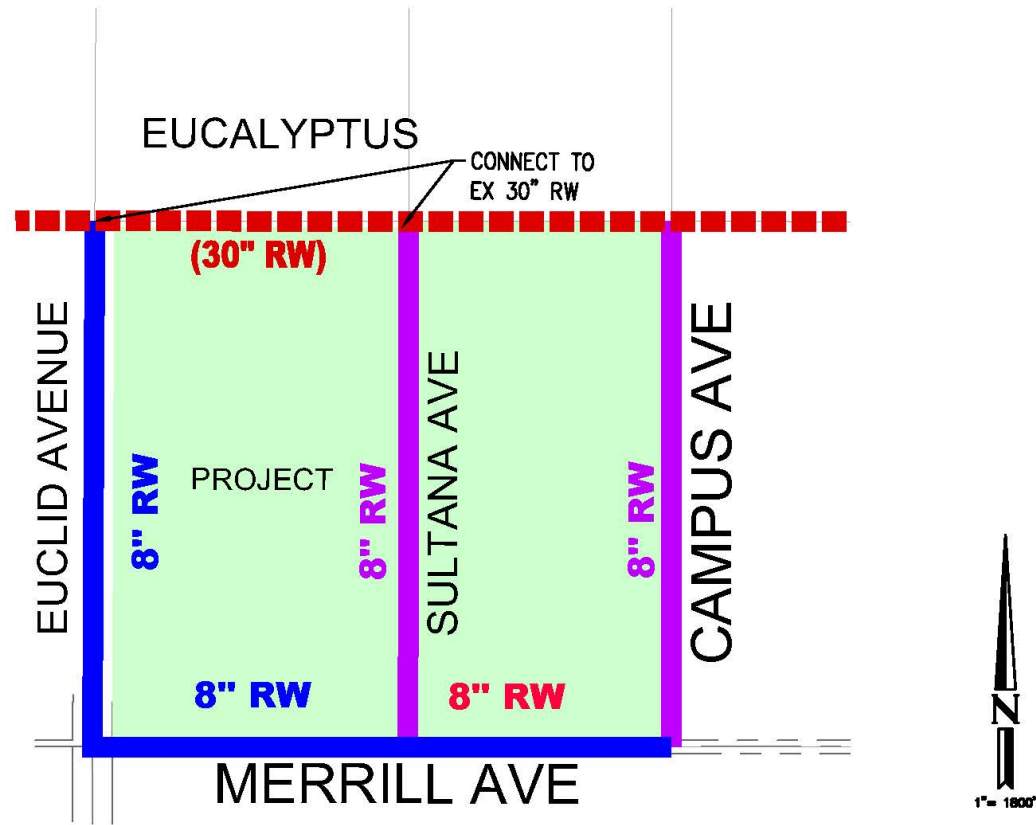 EUCALYPTUS
CONNECT TO
EX 30" RW
(30" RW)
EUCLID AVENUE
8" RW
PROJECT
8" RW
SULTANA AVE
8" RW
CAMPUS AVE
8" RW
8" RW
MERRILL AVE
N
1"= 1800'